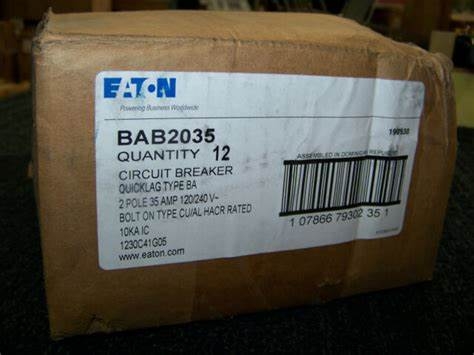 EATON
Powering Business Worldwide
BAB2035
QUANTITY 12
CIRCUIT BREAKER
QUICKLAG TYPE BA
2 POLE 35 AMP 120/240 V~
BOLT ON TYPE CU/AL HACR RATED
10KA IC
1230C41G05
www.eaton.com
ASSEMBLED IN DOMINICAN REPUBLIC
1 07866 79302 35 1